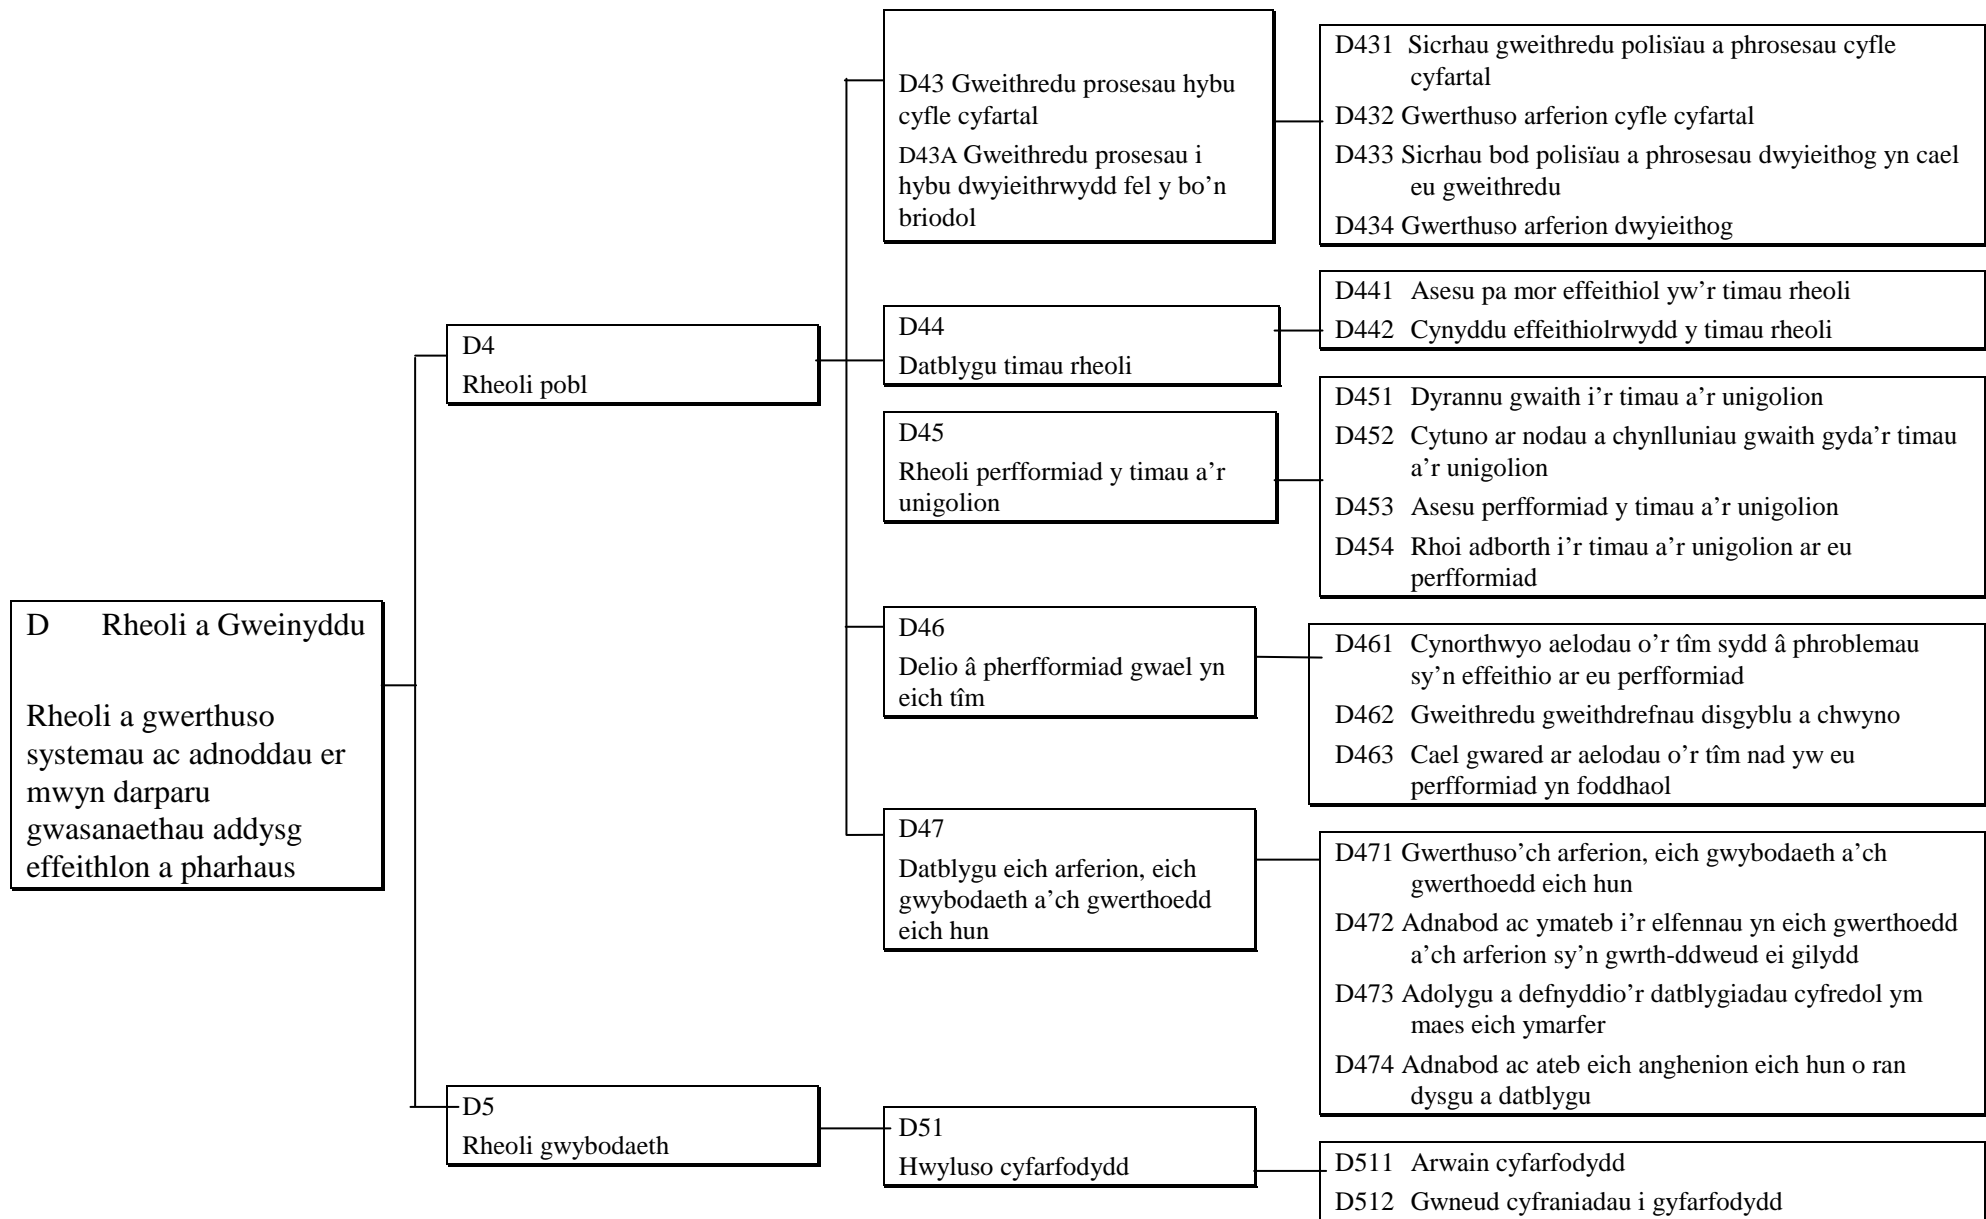 D Rheoli a Gweinyddu
Rheoli a gwerthuso
systemau ac adnoddau er
mwyn darparu
gwasanaethau addysg
effeithlon a pharhaus
D4
Rheoli pobl
D5
Rheoli gwybodaeth
D43 Gweithredu prosesau hybu
cyfle cyfartal
D43A Gweithredu prosesau i
hybu dwyieithrwydd fel y bo’n
briodol
D44
Datblygu timau rheoli
D45
Rheoli perfformiad y timau a’r
unigolion
D46
Delio â pherfformiad gwael yn
eich tîm
D47
Datblygu eich arferion, eich
gwybodaeth a’ch gwerthoedd
eich hun
D51
Hwyluso cyfarfodydd
D431 Sicrhau gweithredu polisïau a phrosesau cyfle
cyfartal
D432 Gwerthuso arferion cyfle cyfartal
D433 Sicrhau bod polisïau a phrosesau dwyieithog yn cael
eu gweithredu
D434 Gwerthuso arferion dwyieithog
D441 Asesu pa mor effeithiol yw’r timau rheoli
D442 Cynyddu effeithiolrwydd y timau rheoli
D451 Dyrannu gwaith i’r timau a’r unigolion
D452 Cytuno ar nodau a chynlluniau gwaith gyda’r timau
a’r unigolion
D453 Asesu perfformiad y timau a’r unigolion
D454 Rhoi adborth i’r timau a’r unigolion ar eu
perfformiad
D461 Cynorthwyo aelodau o’r tîm sydd â phroblemau
sy’n effeithio ar eu perfformiad
D462 Gweithredu gweithdrefnau disgyblu a chwyno
D463 Cael gwared ar aelodau o’r tîm nad yw eu
perfformiad yn foddhaol
D471 Gwerthuso’ch arferion, eich gwybodaeth a’ch
gwerthoedd eich hun
D472 Adnabod ac ymateb i’r elfennau yn eich gwerthoedd
a’ch arferion sy’n gwrth-ddweud ei gilydd
D473 Adolygu a defnyddio’r datblygiadau cyfredol ym
maes eich ymarfer
D474 Adnabod ac ateb eich anghenion eich hun o ran
dysgu a datblygu
D511 Arwain cyfarfodydd
D512 Gwneud cyfraniadau i gyfarfodydd